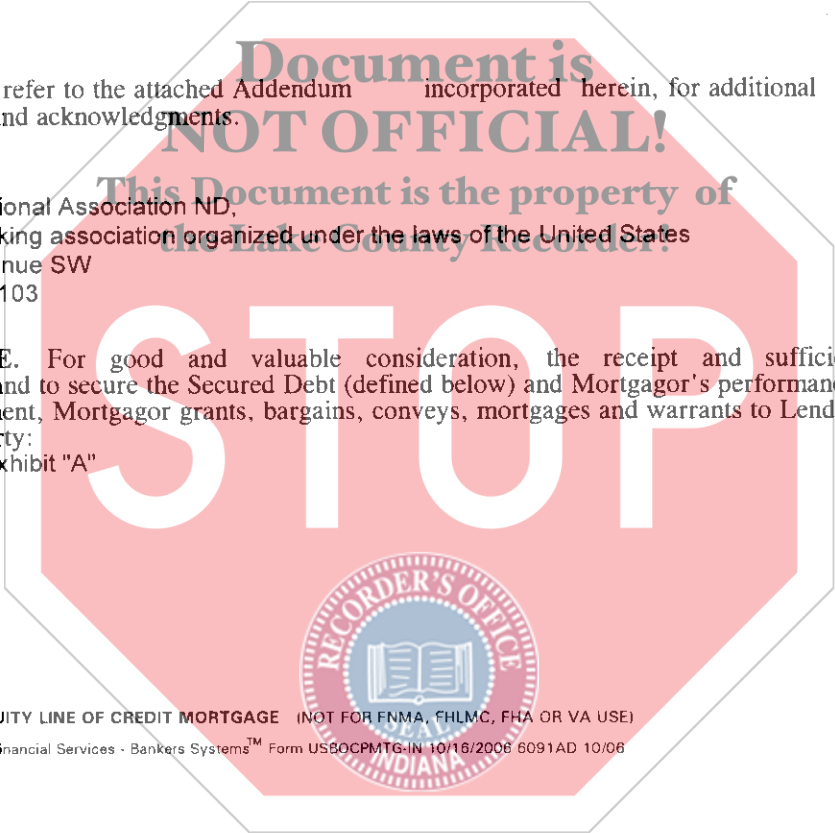 Document is
refer to the attached Addendum incorporated herein, for additional
nd acknowledgments.
NOT OFFICIAL!
This Document is the property of
ional Association ND,
the Lake County Recorder!
king association organized under the laws of the United States
nue SW
103
STOP
E. For good and valuable consideration, the receipt and suffici
nd to secure the Secured Debt (defined below) and Mortgagor's performan
ent, Mortgagor grants, bargains, conveys, mortgages and warrants to Lend
rty:
xhibit "A"
RECORDER'S OFFICE
SEAL
INDIANA
UITY LINE OF CREDIT MORTGAGE (NOT FOR FNMA, FHLMC, FHA OR VA USE)
inancial Services - Bankers Systems™ Form USBOCPMTG-IN 10/16/2006 6091AD 10/06